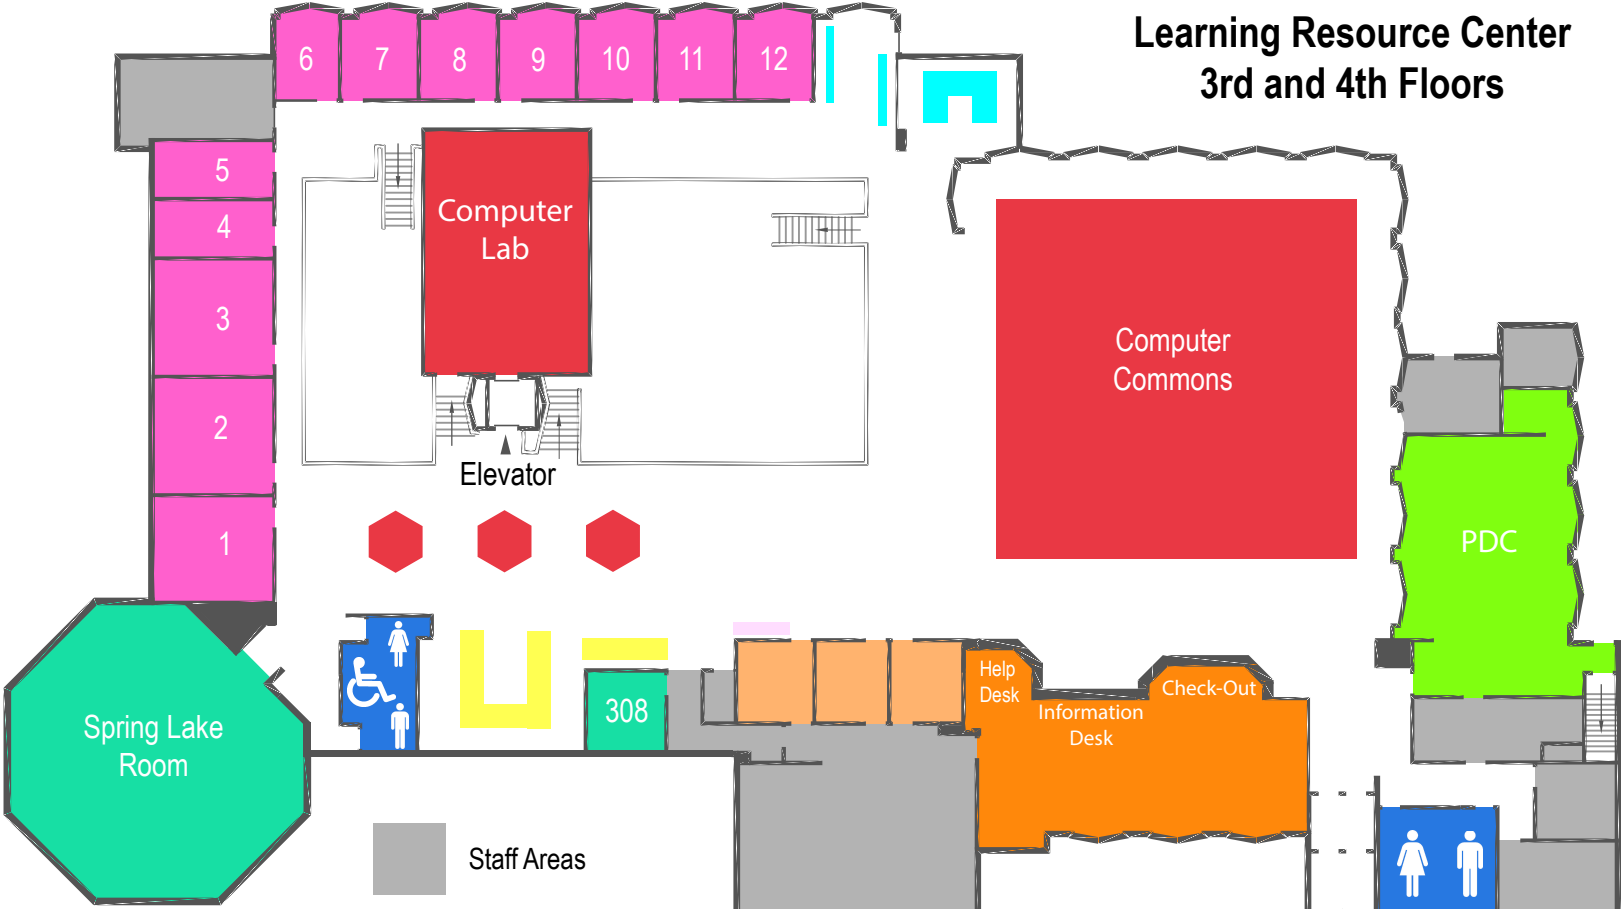 Learning Resource Center
3rd and 4th Floors
6
7
8
9
10
11
12
5
4
3
2
1
Computer
Lab
Elevator
Computer
Commons
PDC
Spring Lake
Room
308
Help
Desk
Information
Desk
Check-Out
Staff Areas